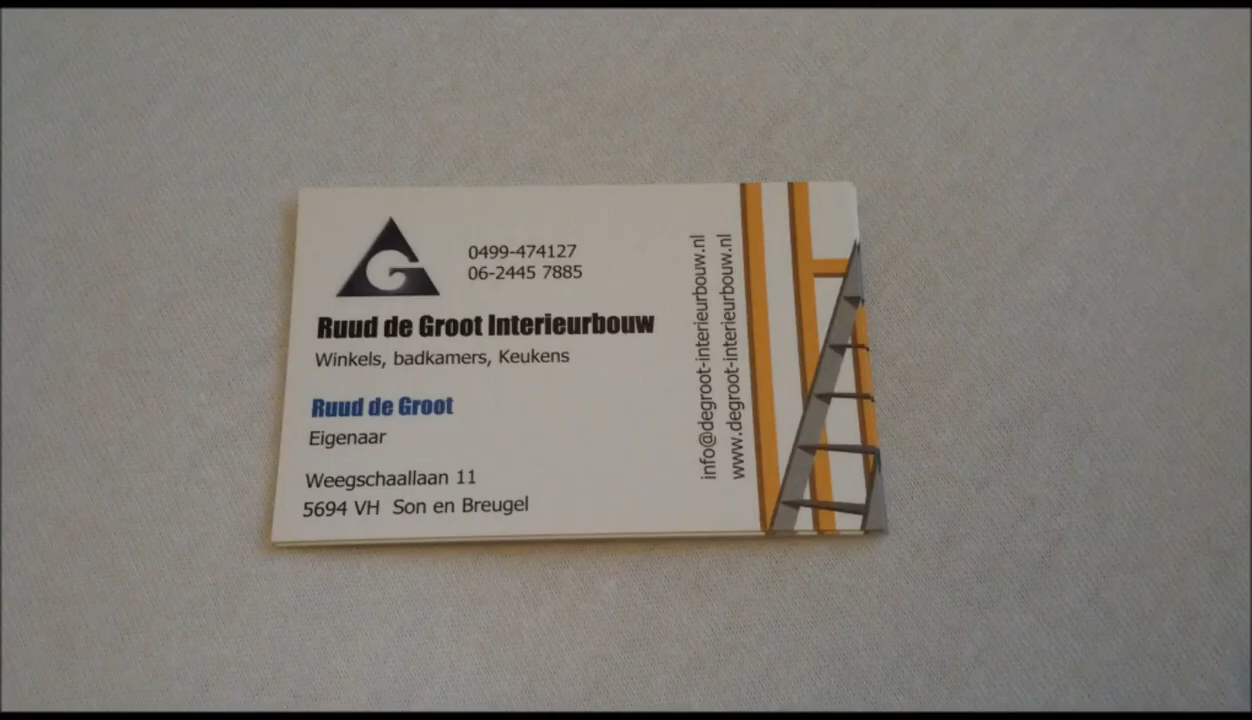 0499-474127
06-2445 7885
Ruud de Groot Interieurbouw
Winkels, badkamers, Keukens
Ruud de Groot
Eigenaar
Weegschaallaan 11
5694 VH Son en Breugel
info@degroot-interieurbouw.nl
www.degroot-interieurbouw.nl